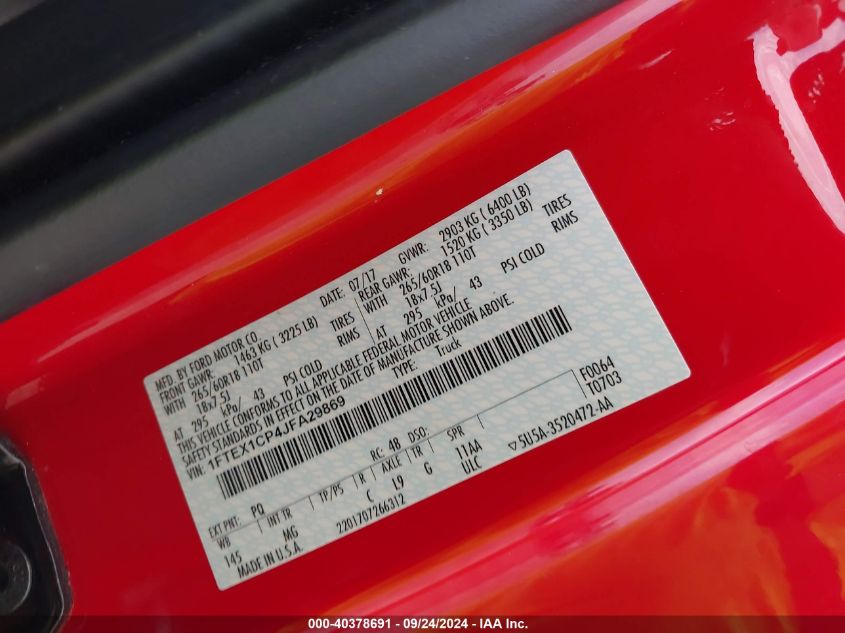 MFD. BY FORD MOTOR CO. DATE: 07/17 GVWR: 2903 KG ( 6400 LB)
FRONT GAWR: 1463 KG ( 3225 LB) REAR GAWR: 1520 KG ( 3350 LB)
WITH 265/60R18 110T TIRES WITH 265/60R18 110T TIRES
18x7.5J RIMS 18x7.5J RIMS
AT 295 kPa/ 43 PSI COLD AT 295 kPa/ 43 PSI COLD
THIS VEHICLE CONFORMS TO ALL APPLICABLE FEDERAL MOTOR VEHICLE
SAFETY STANDARDS IN EFFECT ON THE DATE OF MANUFACTURE SHOWN ABOVE.
VIN: 1FTEX1CP4JFA29869 TYPE: Truck
F0064
T0703
EXT PNT: PQ RC: 48 DSO:
WB INT TR TP/PS R AXLE TR SPR
145 MG C L9 G 11AA
ULC
MADE IN U.S.A. 2201707266312 5U5A-3520472-AA
000-40378691 - 09/24/2024 - IAA Inc.